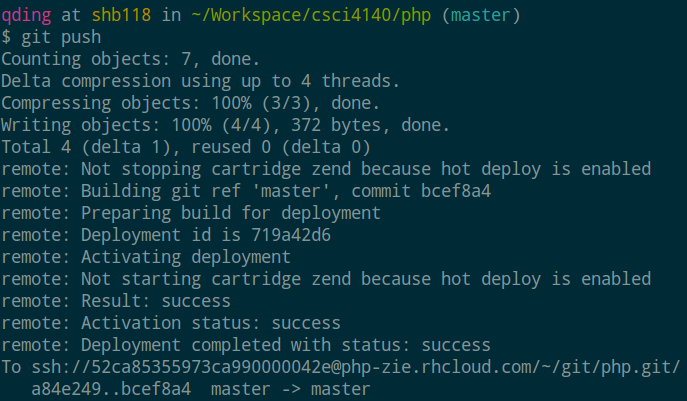 qding at shb118 in ~/Workspace/csci4140/php (master)
$ git push
Counting objects: 7, done.
Delta compression using up to 4 threads.
Compressing objects: 100% (3/3), done.
Writing objects: 100% (4/4), 372 bytes, done.
Total 4 (delta 1), reused 0 (delta 0)
remote: Not stopping cartridge zend because hot deploy is enabled
remote: Building git ref 'master', commit bcef8a4
remote: Preparing build for deployment
remote: Deployment id is 719a42d6
remote: Activating deployment
remote: Not starting cartridge zend because hot deploy is enabled
remote: Result: success
remote: Activation status: success
remote: Deployment completed with status: success
To ssh://52ca85355973ca990000042e@php-zie.rhcloud.com/~/git/php.git/
   a84e249..bcef8a4  master -> master